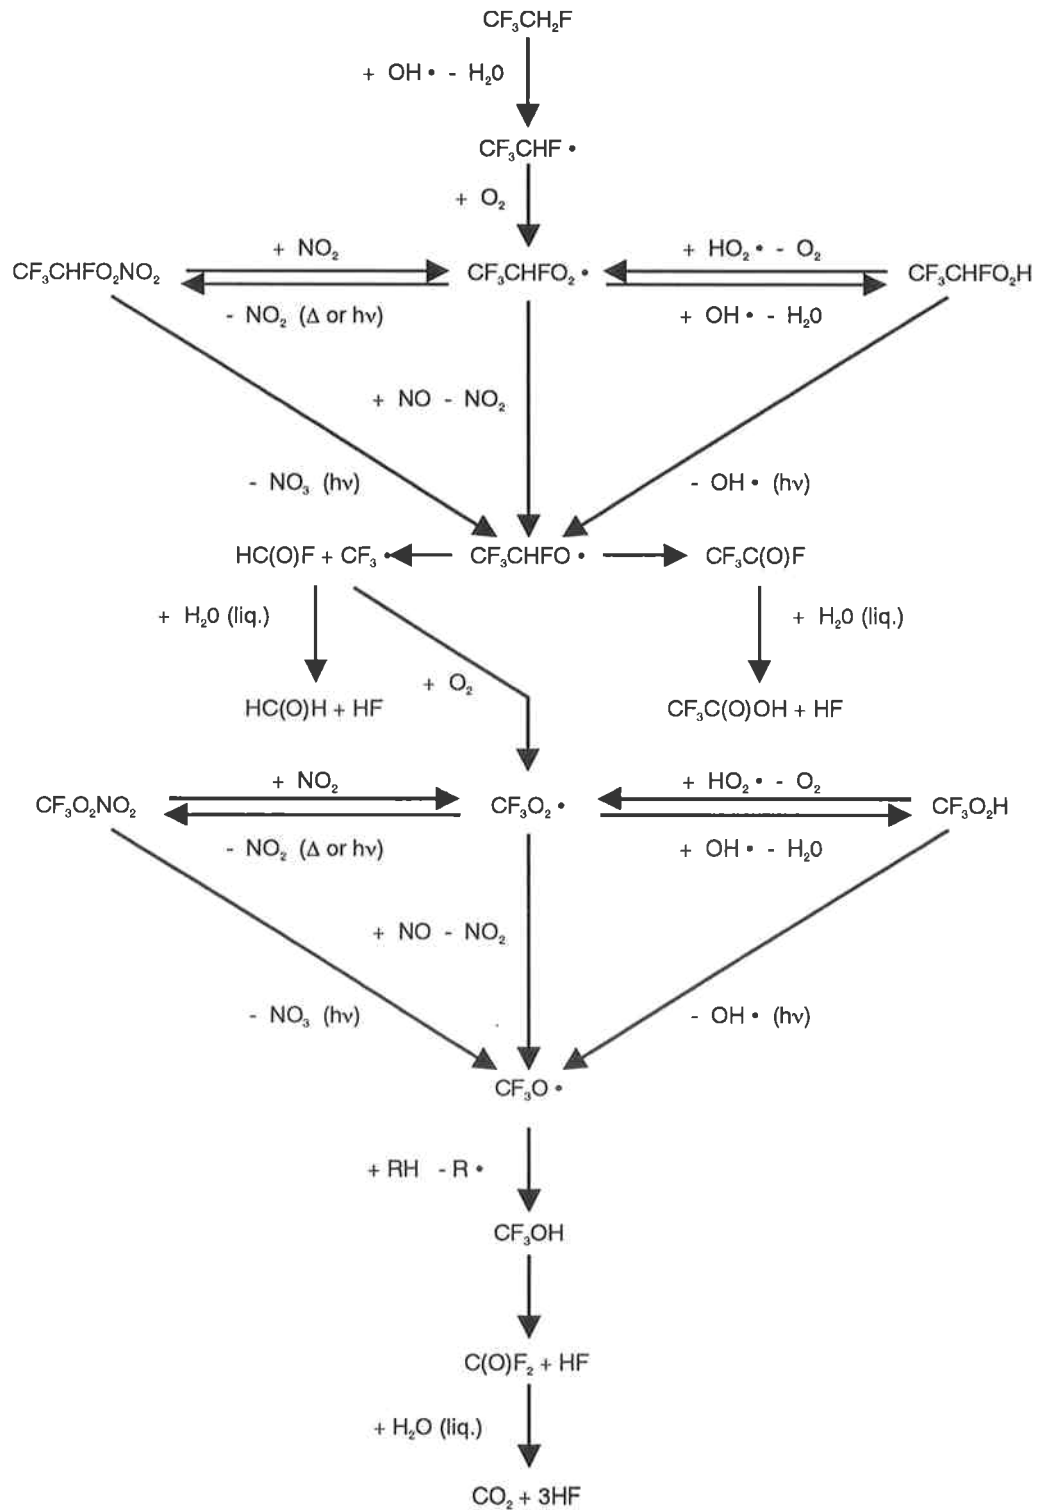 CF₃CH₂F
+ OH• - H₂0
CF₃CHF•
+ O₂
+ NO₂
+ HO₂• - O₂
CF₃CHFO₂NO₂
CF₃CHFO₂•
CF₃CHFO₂H
- NO₂ (Δ or hν)
+ OH• - H₂0
+ NO - NO₂
- NO₃ (hν)
- OH• (hν)
HC(O)F + CF₃•
CF₃CHFO•
CF₃C(O)F
+ H₂0 (liq.)
+ H₂0 (liq.)
+ O₂
HC(O)H + HF
CF₃C(O)OH + HF
+ NO₂
+ HO₂• - O₂
CF₃O₂NO₂
CF₃O₂•
CF₃O₂H
- NO₂ (Δ or hν)
+ OH• - H₂0
+ NO - NO₂
- NO₃ (hν)
- OH• (hν)
CF₃O•
+ RH - R•
CF₃OH
C(O)F₂ + HF
+ H₂O (liq.)
CO₂ + 3HF